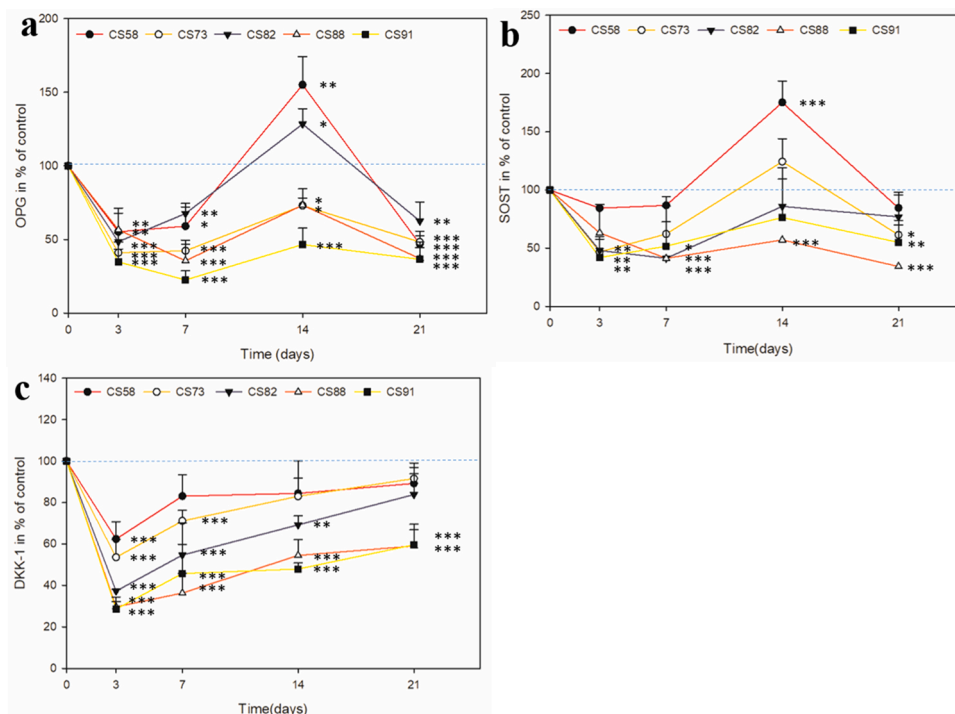 a
CS58 CS73 CS82 CS88 CS91
OPG in % of control
200
150
100
50
0
** ** * ** * ** * * *** **
** *** *** *** *** *** *** *** ***
0 3 7 14 21
Time (days)
b
CS58 CS73 CS82 CS88 CS91
SOST in % of control
250
200
150
100
50
0
*** ** ** ** * *** *** *** * ** ***
0 3 7 14 21
Time(days)
c
CS58 CS73 CS82 CS88 CS91
DKK-1 in % of control
140
120
100
80
60
40
20
0
*** *** *** *** *** *** *** *** *** ** *** *** *** ***
0 3 7 14 21
Time(days)